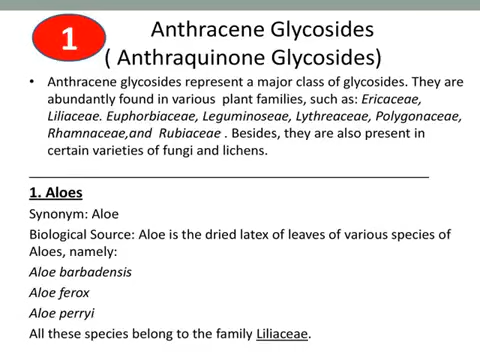 1
Anthracene Glycosides
( Anthraquinone Glycosides)
• Anthracene glycosides represent a major class of glycosides. They are
abundantly found in various plant families, such as: Ericaceae,
Liliaceae. Euphorbiaceae, Leguminoseae, Lythreaceae, Polygonaceae,
Rhamnaceae,and Rubiaceae . Besides, they are also present in
certain varieties of fungi and lichens.
1. Aloes
Synonym: Aloe
Biological Source: Aloe is the dried latex of leaves of various species of
Aloes, namely:
Aloe barbadensis
Aloe ferox
Aloe perryi
All these species belong to the family Liliaceae.